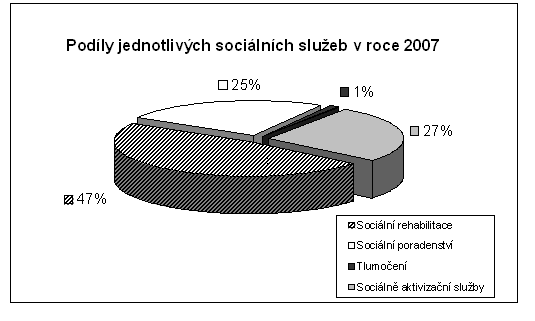 Podíly jednotlivých sociálních služeb v roce 2007
25%
1%
27%
47%
Sociální rehabilitace
Sociální poradenství
Tlumočení
Sociálně aktivizační služby